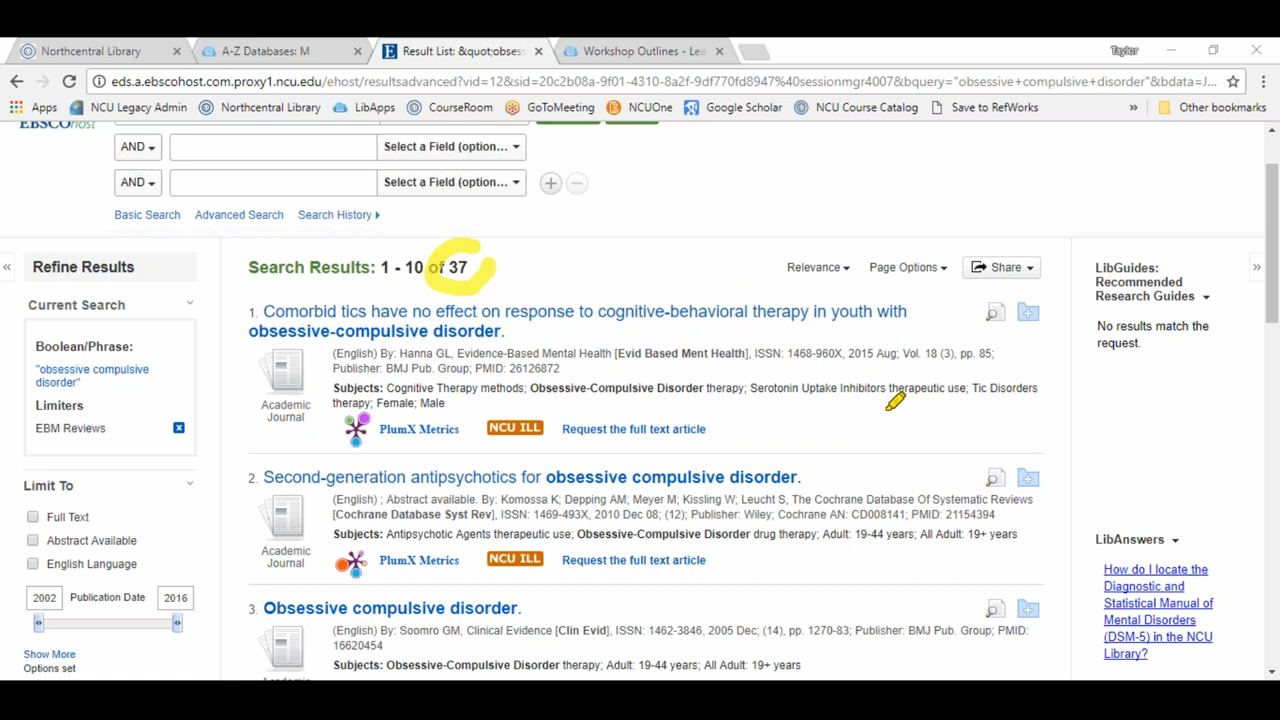 Northcentral Library
A-Z Databases: M
Result List: &quot;obses
Workshop Outlines - Lea
Taylor
eds.a.ebscohost.com.proxy1.ncu.edu/ehost/resultsadvanced?vid=12&sid=20c2b08a-9f01-4310-8a2f-9df770fd8947%40sessionmgr4007&bquery="obsessive+compulsive+disorder"&bdata=J...
Apps NCU Legacy Admin Northcentral Library LibApps CourseRoom GoToMeeting NCUOne Google Scholar NCU Course Catalog Save to RefWorks » Other bookmarks
EBSCOhost
AND Select a Field (option...
AND Select a Field (option...
Basic Search Advanced Search Search History
«
Refine Results
Current Search
Boolean/Phrase:
"obsessive compulsive
disorder"
Limiters
EBM Reviews
Limit To
Full Text
Abstract Available
English Language
2002 Publication Date 2016
Show More
Options set
Search Results: 1 - 10 of 37
Relevance Page Options Share
1. Comorbid tics have no effect on response to cognitive-behavioral therapy in youth with
obsessive-compulsive disorder.
(English) By: Hanna GL, Evidence-Based Mental Health [Evid Based Ment Health], ISSN: 1468-960X, 2015 Aug; Vol. 18 (3), pp. 85;
Publisher: BMJ Pub. Group; PMID: 26126872
Subjects: Cognitive Therapy methods; Obsessive-Compulsive Disorder therapy; Serotonin Uptake Inhibitors therapeutic use; Tic Disorders
therapy; Female; Male
Academic
Journal
PlumX Metrics NCU ILL Request the full text article
2. Second-generation antipsychotics for obsessive compulsive disorder.
(English) ; Abstract available. By: Komossa K; Depping AM; Meyer M; Kissling W; Leucht S, The Cochrane Database Of Systematic Reviews
[Cochrane Database Syst Rev], ISSN: 1469-493X, 2010 Dec 08; (12); Publisher: Wiley; Cochrane AN: CD008141; PMID: 21154394
Subjects: Antipsychotic Agents therapeutic use; Obsessive-Compulsive Disorder drug therapy; Adult: 19-44 years; All Adult: 19+ years
Academic
Journal
PlumX Metrics NCU ILL Request the full text article
3. Obsessive compulsive disorder.
(English) By: Soomro GM, Clinical Evidence [Clin Evid], ISSN: 1462-3846, 2005 Dec; (14), pp. 1270-83; Publisher: BMJ Pub. Group; PMID:
16620454
Subjects: Obsessive-Compulsive Disorder therapy; Adult: 19-44 years; All Adult: 19+ years
»
LibGuides:
Recommended
Research Guides
No results match the
request.
LibAnswers
How do I locate the
Diagnostic and
Statistical Manual of
Mental Disorders
(DSM-5) in the NCU
Library?